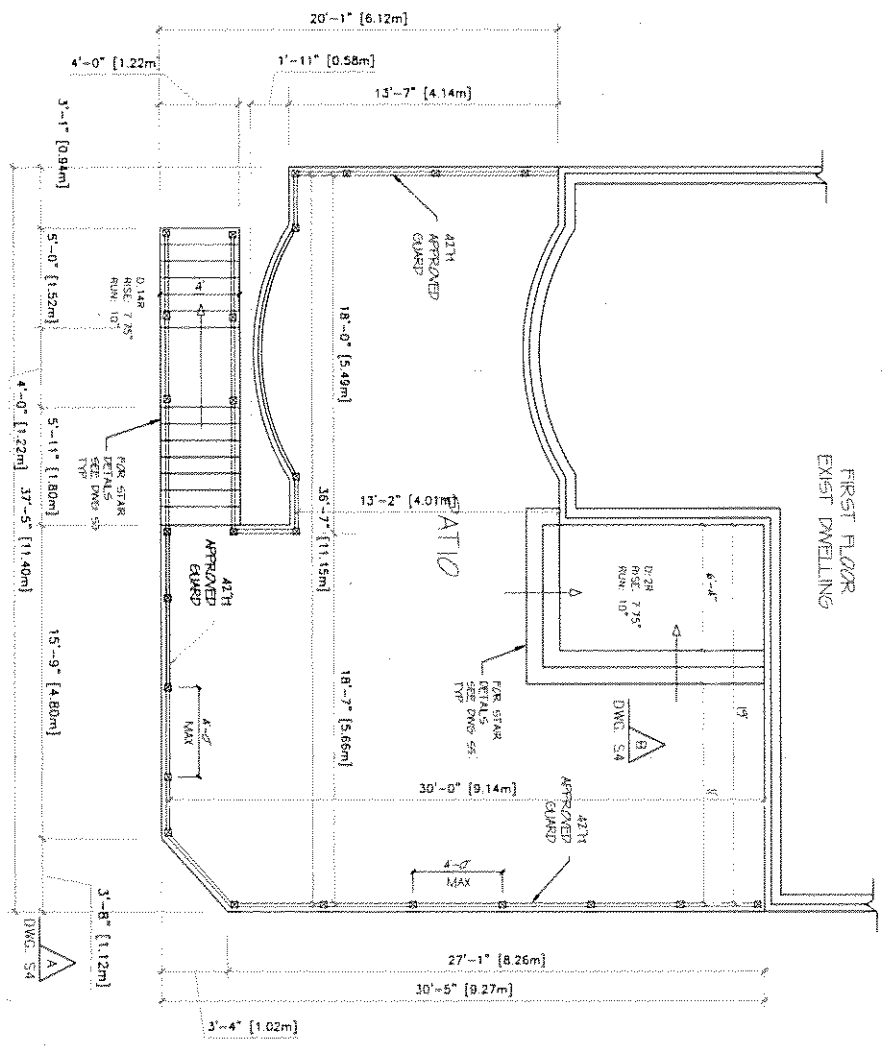 20'-1" [6.12m]
4'-0" [1.22m
1'-11" [0.58m]
13'-7" [4.14m]
3'-1" [0.94m]
5'-0" [1.52m]
4'-0" [1.22m]
5'-11" [1.80m]
37'-5" [11.40m]
15'-9" [4.80m]
3'-8" [1.12m]
A
DWG. S4
APPROVED
GUARD
18'-0" [5.49m]
36'-7" [11.15m]
18'-7" [5.66m]
13'-2" [4.01m]
PATIO
4'
D:14R
RISE: 7.75"
RUN: 10"
FOR STAIR
DETAILS
SEE DWG S5
TYP
APPROVED
GUARD
4'-0"
MAX
FIRST FLOOR
EXIST DWELLING
D:2R
RISE: 7.75"
RUN: 10"
FOR STAIR
DETAILS
SEE DWG S5
TYP
B
DWG. S4
19'
30'-0" [9.14m]
APPROVED
GUARD
4'-0"
MAX
27'-1" [8.26m]
30'-5" [9.27m]
3'-4" [1.02m]